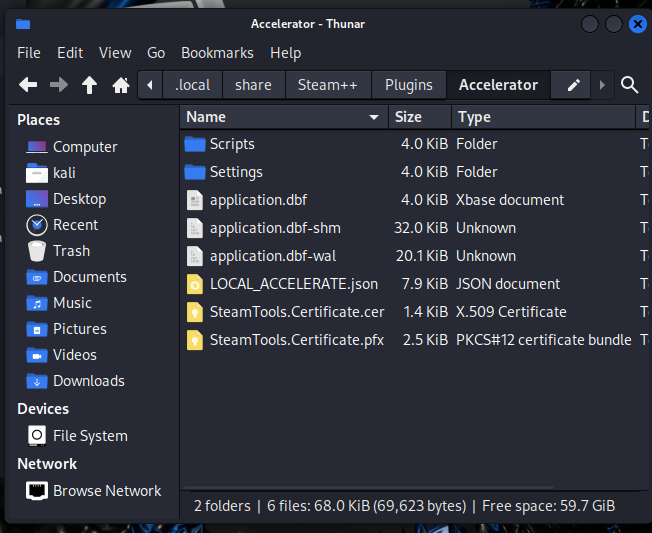 Accelerator - Thunar
File Edit View Go Bookmarks Help
.local share Steam++ Plugins Accelerator
Places
Computer
kali
Desktop
Recent
Trash
Documents
Music
Pictures
Videos
Downloads
Devices
File System
Network
Browse Network
Name Size Type D
Scripts 4.0 KiB Folder T
Settings 4.0 KiB Folder T
application.dbf 4.0 KiB Xbase document T
application.dbf-shm 32.0 KiB Unknown T
application.dbf-wal 20.1 KiB Unknown T
LOCAL_ACCELERATE.json 7.9 KiB JSON document T
SteamTools.Certificate.cer 1.4 KiB X.509 Certificate T
SteamTools.Certificate.pfx 2.5 KiB PKCS#12 certificate bundle T
2 folders | 6 files: 68.0 KiB (69,623 bytes) | Free space: 59.7 GiB